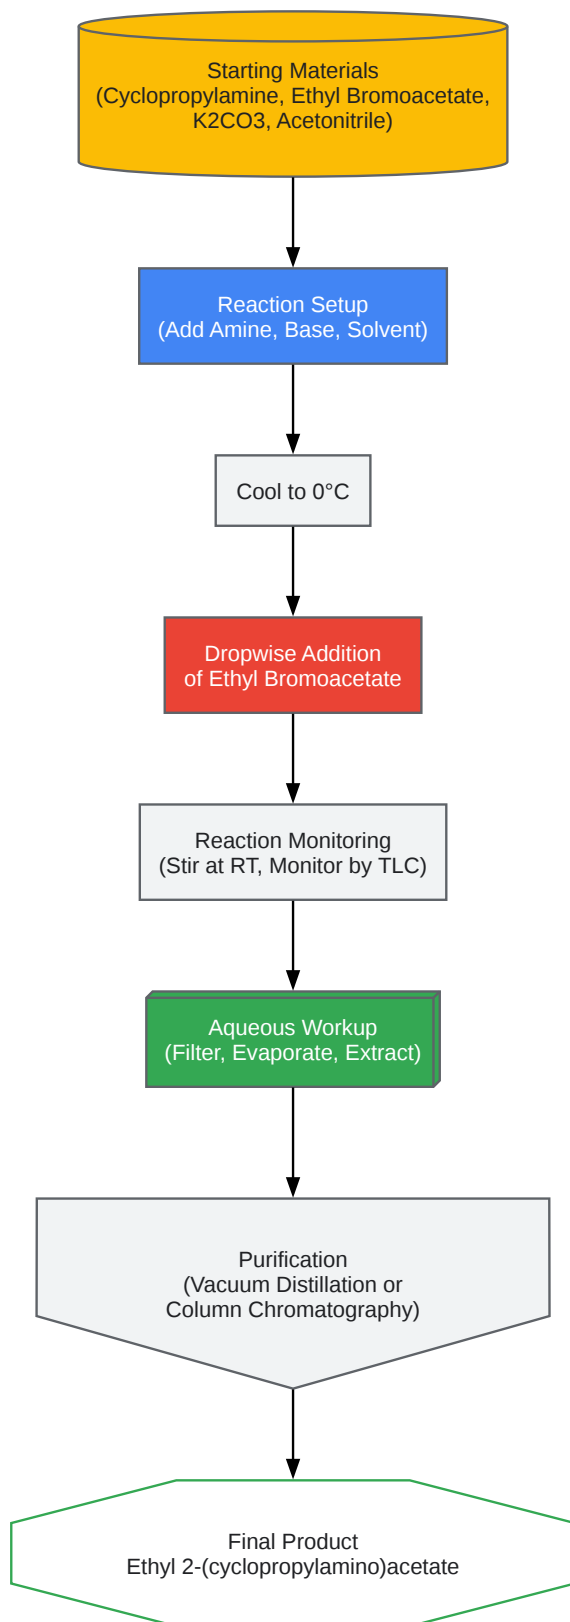 Starting Materials
(Cyclopropylamine, Ethyl Bromoacetate,
K2CO3, Acetonitrile)
Reaction Setup
(Add Amine, Base, Solvent)
Cool to 0°C
Dropwise Addition
of Ethyl Bromoacetate
Reaction Monitoring
(Stir at RT, Monitor by TLC)
Aqueous Workup
(Filter, Evaporate, Extract)
Purification
(Vacuum Distillation or
Column Chromatography)
Final Product
Ethyl 2-(cyclopropylamino)acetate